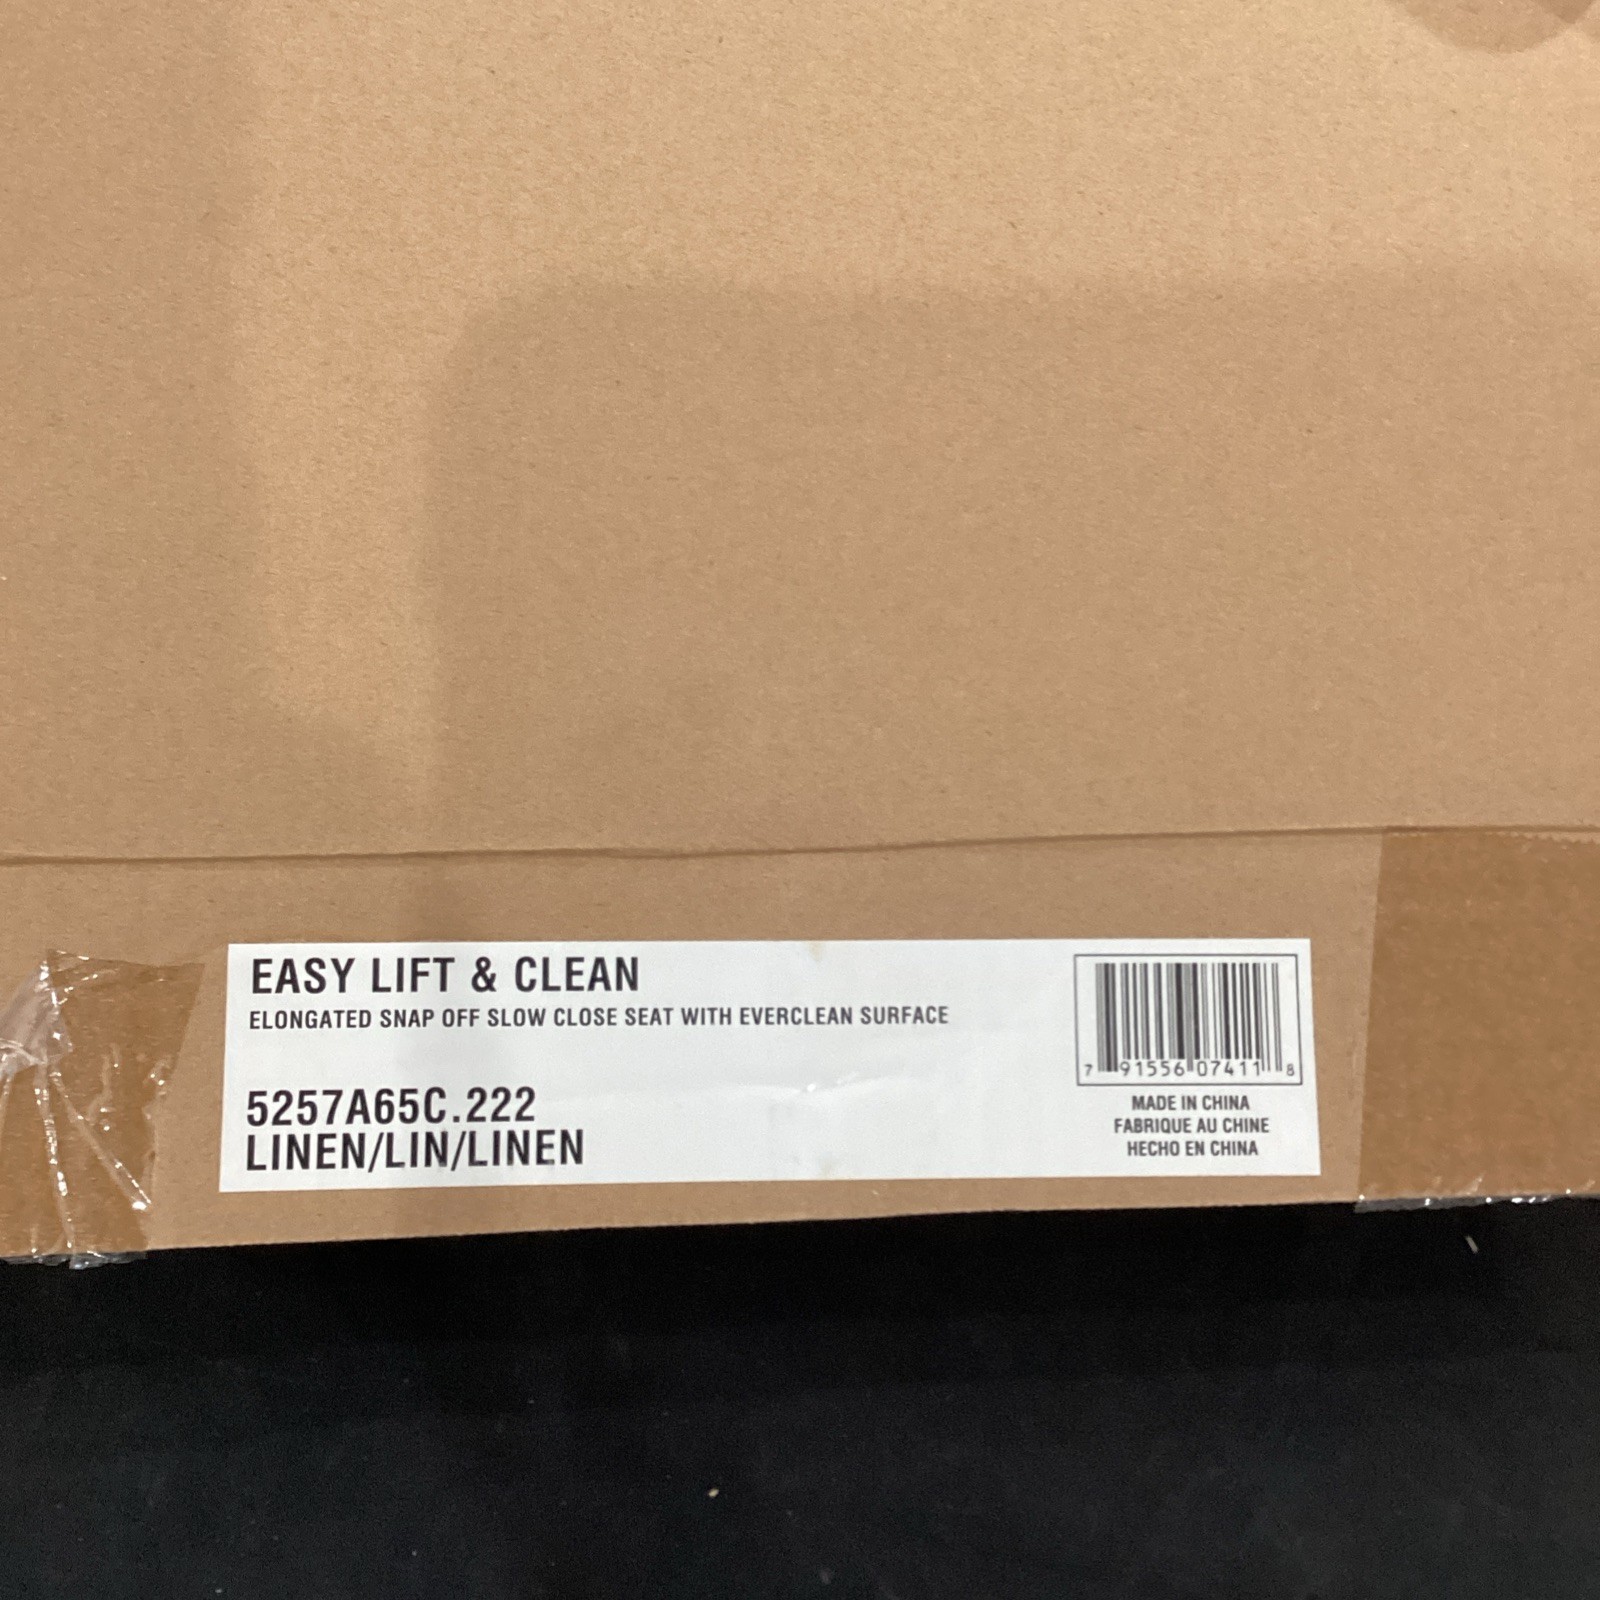 EASY LIFT & CLEAN
ELONGATED SNAP OFF SLOW CLOSE SEAT WITH EVERCLEAN SURFACE
5257A65C.222
LINEN/LIN/LINEN
7 91556 07411 8
MADE IN CHINA
FABRIQUE AU CHINE
HECHO EN CHINA